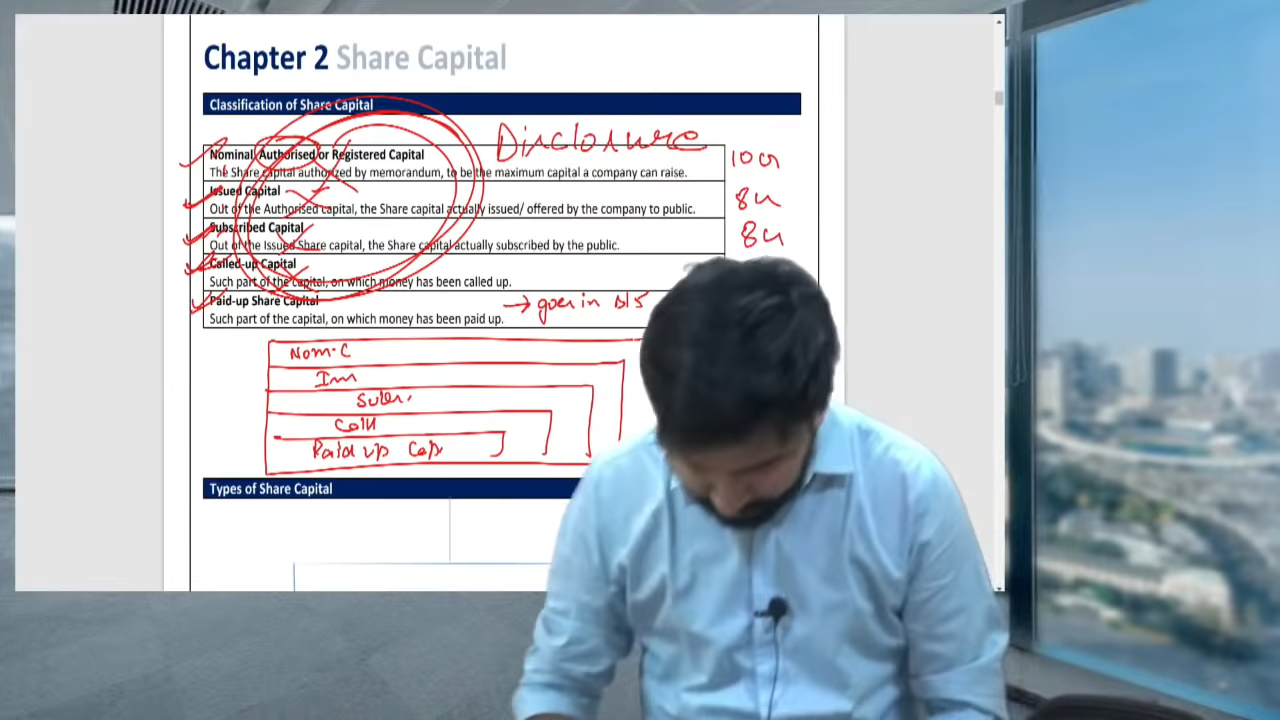 Chapter 2 Share Capital
Classification of Share Capital
Disclosure
Nominal, Authorised or Registered Capital
The Share capital authorized by memorandum, to be the maximum capital a company can raise.
10cr
Issued Capital
Out of the Authorised capital, the Share capital actually issued/ offered by the company to public.
8cr
Subscribed Capital
Out of the Issued Share capital, the Share capital actually subscribed by the public.
8cr
Called-up Capital
Such part of the capital, on which money has been called up.
Paid-up Share Capital
Such part of the capital, on which money has been paid up.
→ goes in B/S
Nom. C
Paid up Cap
Types of Share Capital